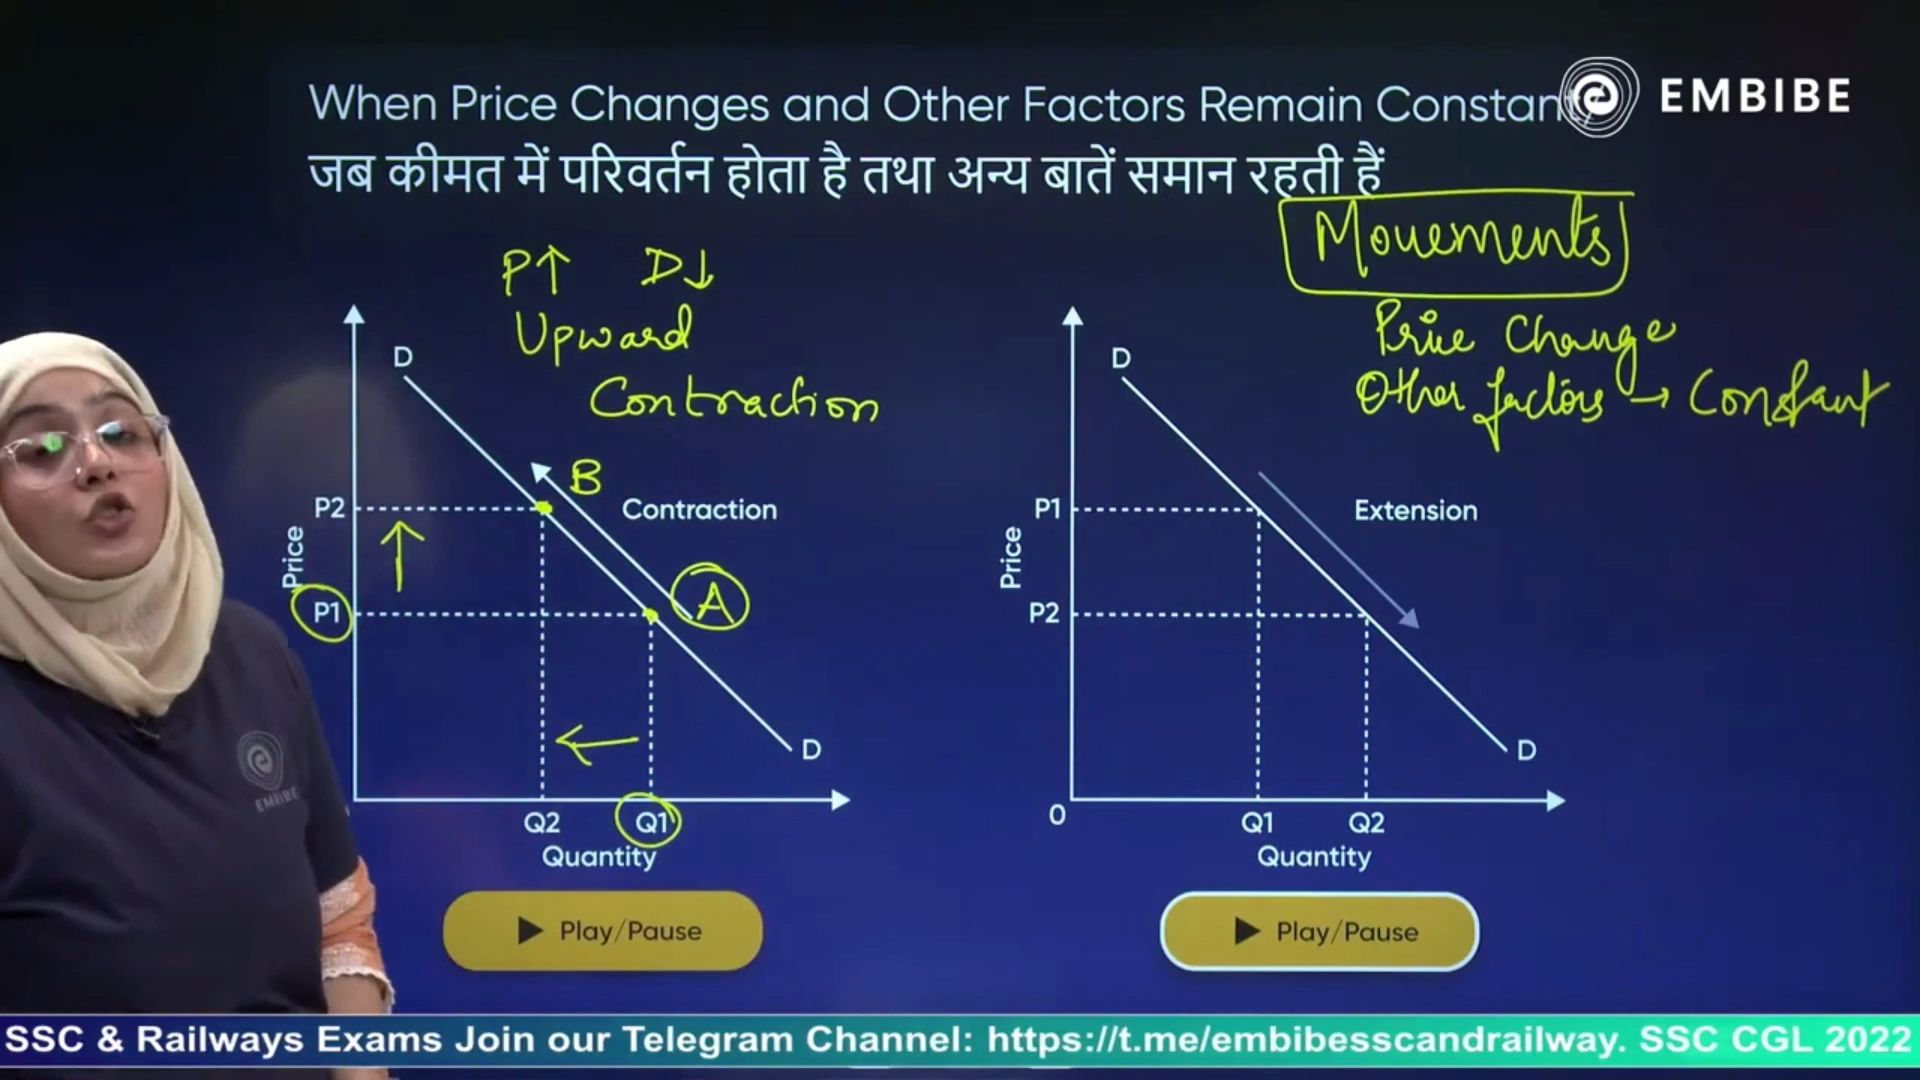 When Price Changes and Other Factors Remain Constant/
EMBIBE
जब कीमत में परिवर्तन होता है तथा अन्य बातें समान रहती हैं
Movements
P↑ D↓
Price Change
Upward
Other factors → Constant
Contraction
D
B
Contraction
P2
Price
P1
A
D
Q2
Q1
Quantity
Play/Pause
D
Extension
P1
Price
P2
D
0
Q1
Q2
Quantity
Play/Pause
EMBIBE
SSC & Railways Exams Join our Telegram Channel: https://t.me/embibesscandrailway. SSC CGL 2022